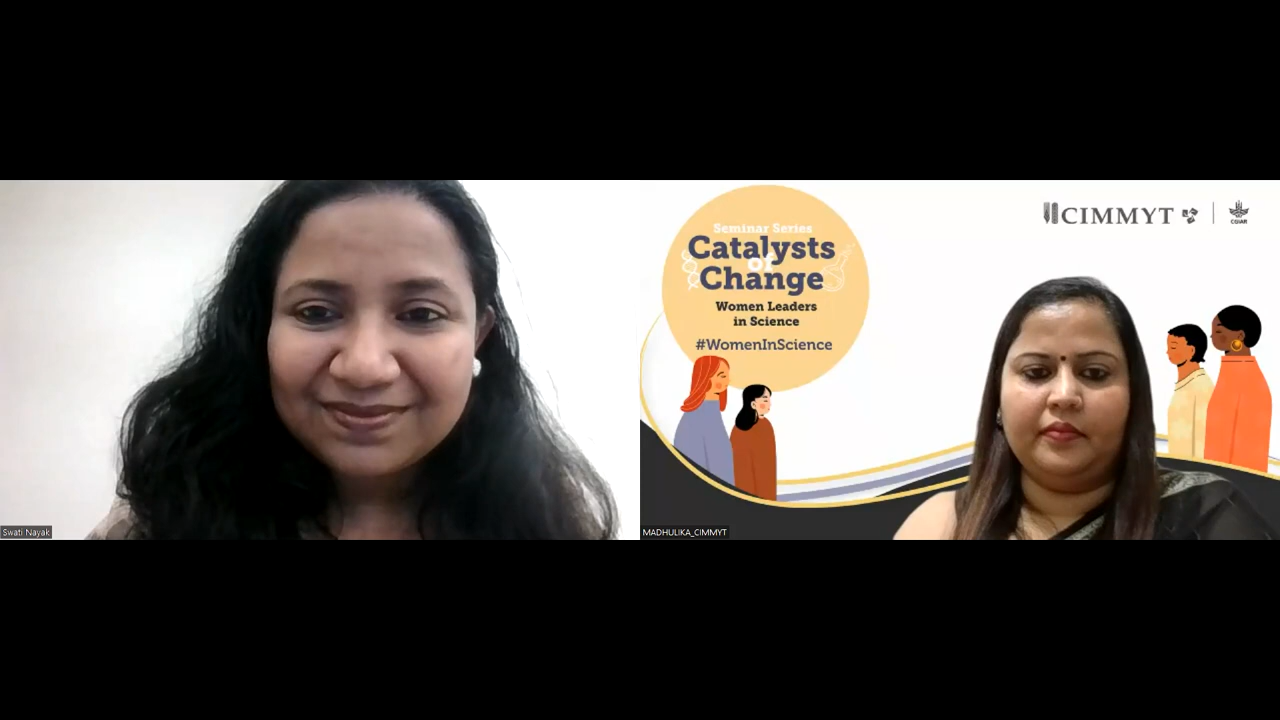 Seminar Series
Catalysts
of
Change
Women Leaders
in Science
#WomenInScience
CIMMYT
CGIAR
Swati Nayak
MADHULIKA_CIMMYT